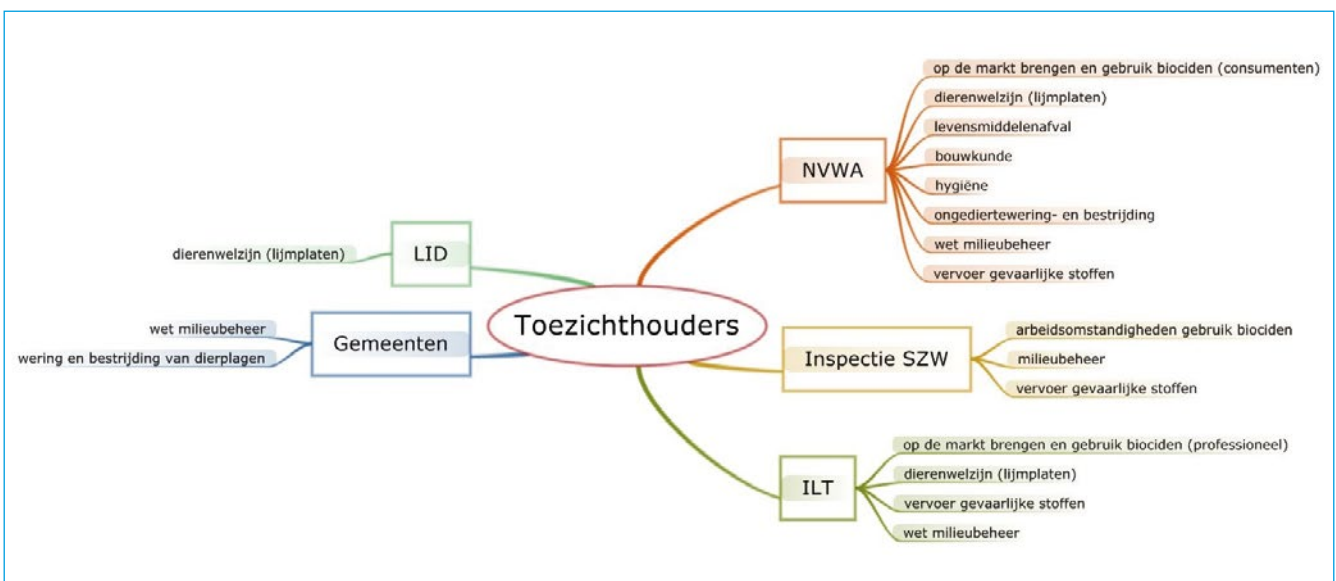 Toezichthouders
NVWA
op de markt brengen en gebruik biociden (consumenten)
dierenwelzijn (lijmplaten)
levensmiddelenafval
bouwkunde
hygiëne
ongediertewering- en bestrijding
wet milieubeheer
vervoer gevaarlijke stoffen
Inspectie SZW
arbeidsomstandigheden gebruik biociden
milieubeheer
vervoer gevaarlijke stoffen
ILT
op de markt brengen en gebruik biociden (professioneel)
dierenwelzijn (lijmplaten)
vervoer gevaarlijke stoffen
wet milieubeheer
LID
dierenwelzijn (lijmplaten)
Gemeenten
wet milieubeheer
wering en bestrijding van dierplagen